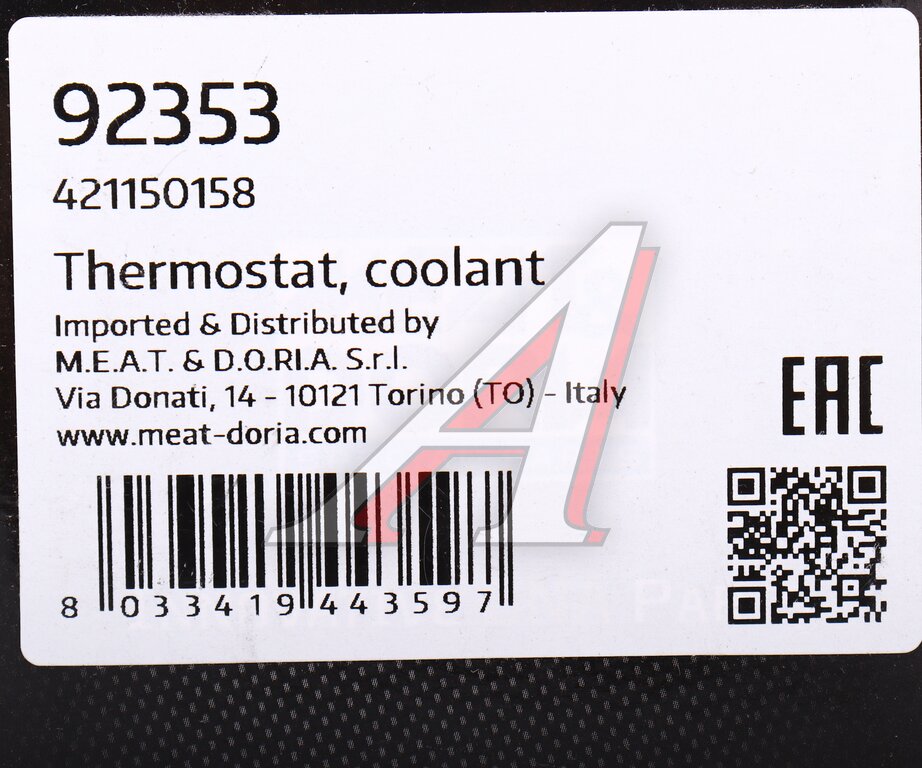 92353
421150158
Thermostat, coolant
Imported & Distributed by
M.E.A.T. & D.O.RI.A. S.r.l.
Via Donati, 14 - 10121 Torino (TO) - Italy
www.meat-doria.com
EAC
8 033419 443597